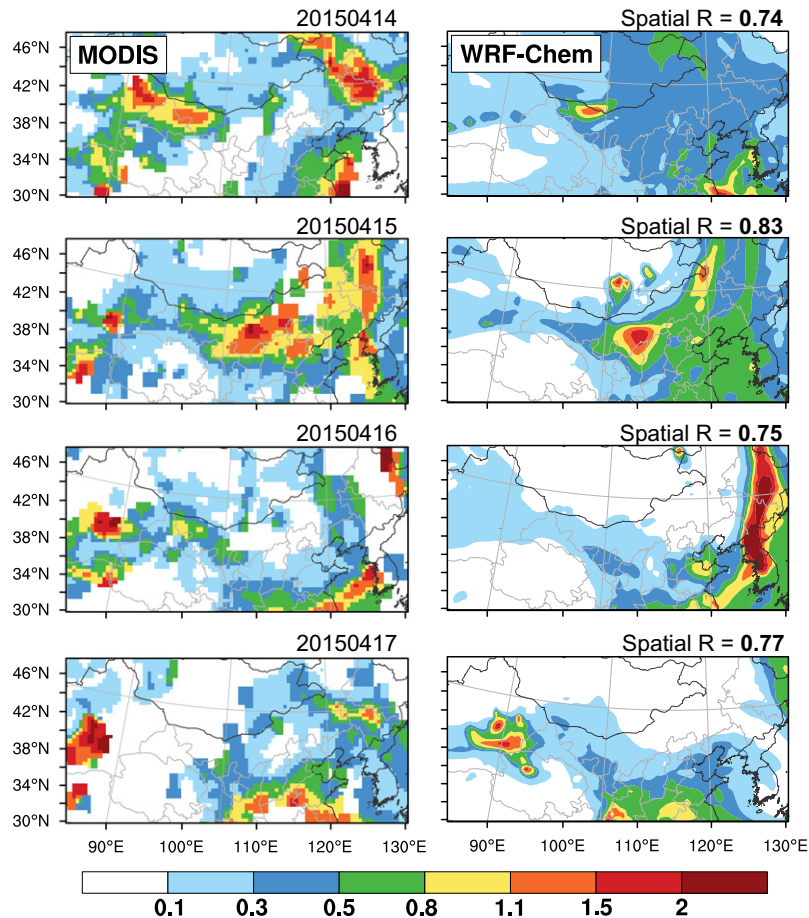 20150414 Spatial R = 0.74
MODIS WRF-Chem
46°N
42°N
38°N
34°N
30°N
20150415 Spatial R = 0.83
46°N
42°N
38°N
34°N
30°N
20150416 Spatial R = 0.75
46°N
42°N
38°N
34°N
30°N
20150417 Spatial R = 0.77
46°N
42°N
38°N
34°N
30°N
90°E 100°E 110°E 120°E 130°E 90°E 100°E 110°E 120°E 130°E
0.1 0.3 0.5 0.8 1.1 1.5 2